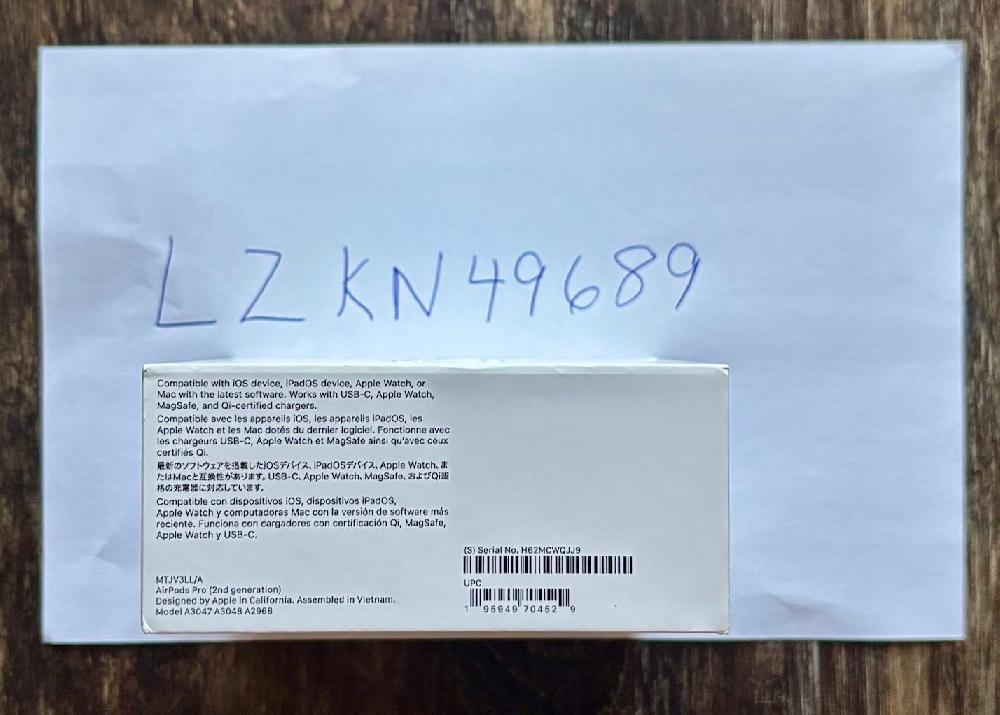 LZKN49689
Compatible with iOS device, iPadOS device, Apple Watch, or
Mac with the latest software. Works with USB-C, Apple Watch,
MagSafe, and Qi-certified chargers.
Compatible avec les appareils iOS, les appareils iPadOS, les
Apple Watch et les Mac dotés du dernier logiciel. Fonctionne avec
les chargeurs USB-C, Apple Watch et MagSafe ainsi qu'avec ceux
certifiés Qi.
最新のソフトウェアを搭載したiOSデバイス、iPadOSデバイス、Apple Watch、ま
たはMacと互換性があります。USB-C、Apple Watch、MagSafe、およびQi規
格の充電器に対応しています。
Compatible con dispositivos iOS, dispositivos iPadOS,
Apple Watch y computadoras Mac con la versión de software más
reciente. Funciona con cargadores con certificación Qi, MagSafe,
Apple Watch y USB-C.
(S) Serial No. H62MCWQJJ9
UPC
1 95949 70452 9
MTJV3LL/A
AirPods Pro (2nd generation)
Designed by Apple in California. Assembled in Vietnam.
Model A3047 A3048 A2968